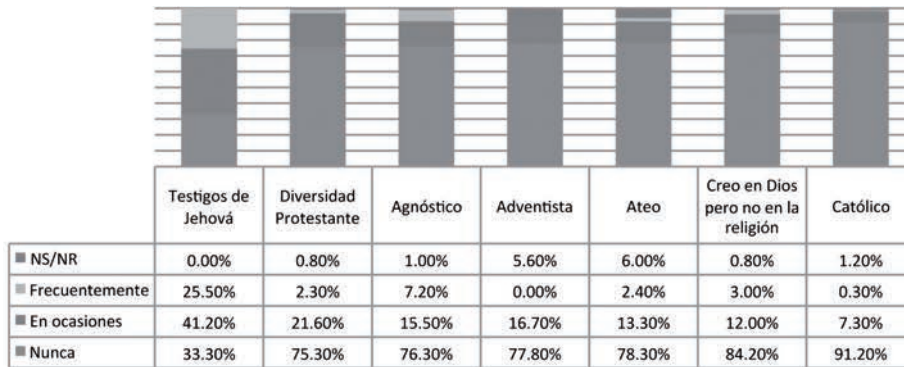 Testigos de Jehová Diversidad Protestante Agnóstico Adventista Ateo Creo en Dios pero no en la religión Católico
NS/NR 0.00% 0.80% 1.00% 5.60% 6.00% 0.80% 1.20%
Frecuentemente 25.50% 2.30% 7.20% 0.00% 2.40% 3.00% 0.30%
En ocasiones 41.20% 21.60% 15.50% 16.70% 13.30% 12.00% 7.30%
Nunca 33.30% 75.30% 76.30% 77.80% 78.30% 84.20% 91.20%